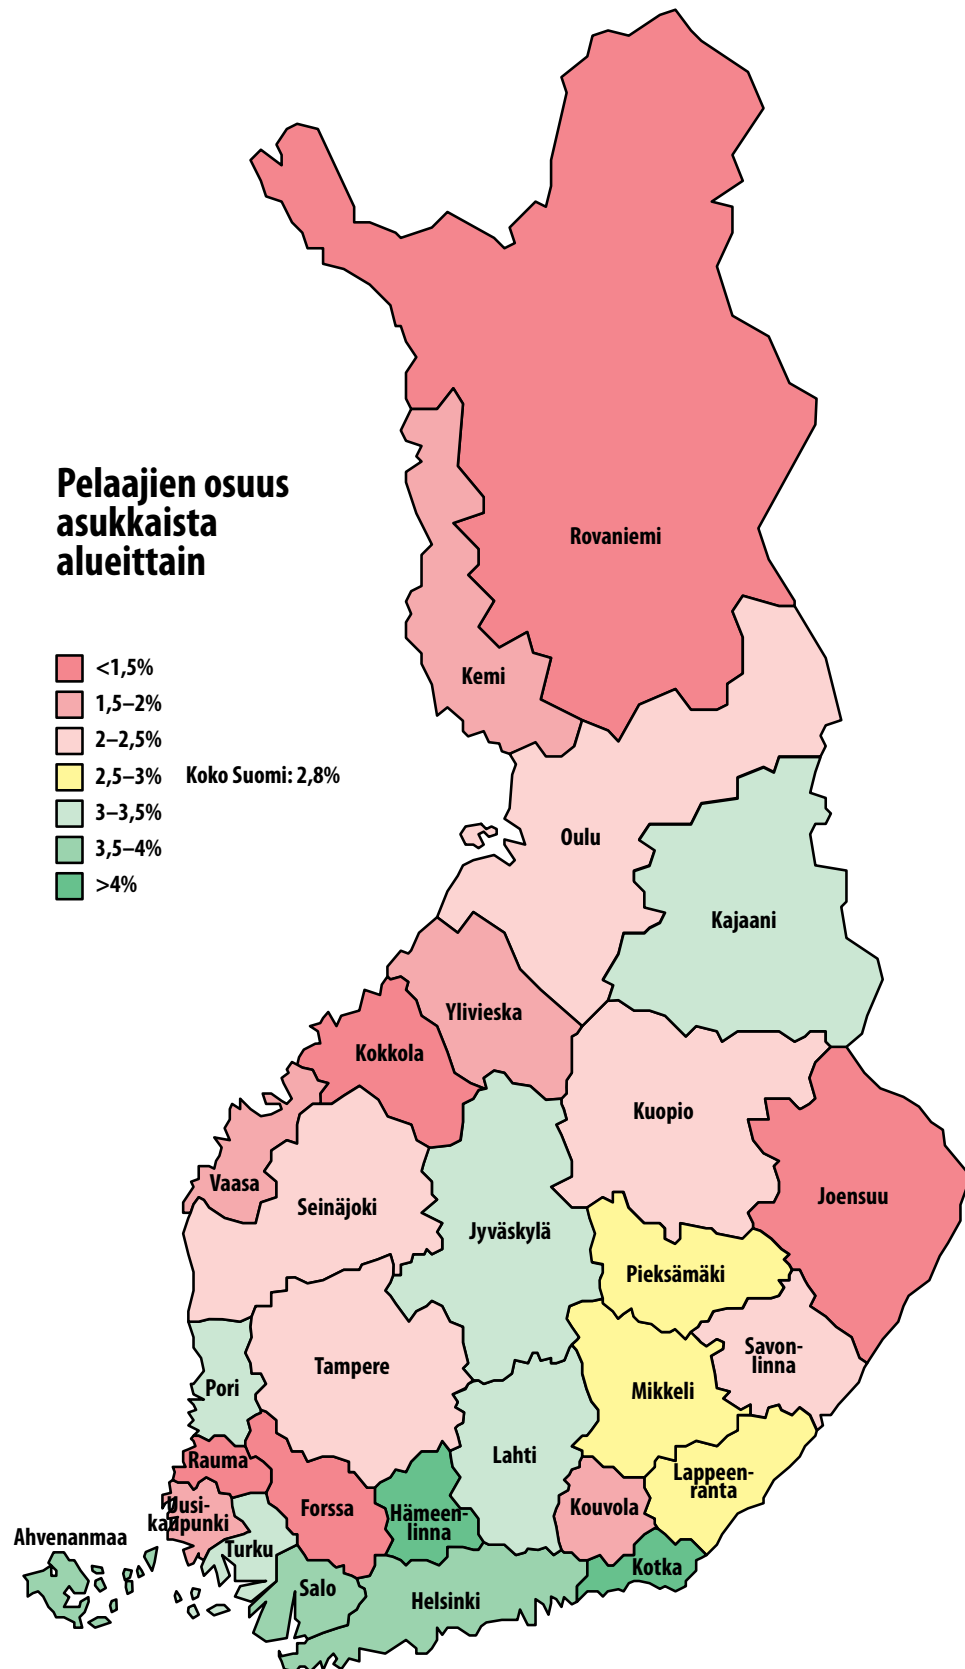 Pelaajien osuus
asukkaista
alueittain
<1,5%
1,5–2%
2–2,5%
2,5–3% Koko Suomi: 2,8%
3–3,5%
3,5–4%
>4%
Rovaniemi
Kemi
Oulu
Kajaani
Ylivieska
Kokkola
Kuopio
Vaasa
Seinäjoki
Joensuu
Jyväskylä
Pieksämäki
Savon-
linna
Tampere
Pori
Mikkeli
Lahti
Rauma
Lappeen-
ranta
Forssa
Hämeen-
linna
Kouvola
Uusi-
kaupunki
Ahvenanmaa
Turku
Kotka
Salo
Helsinki